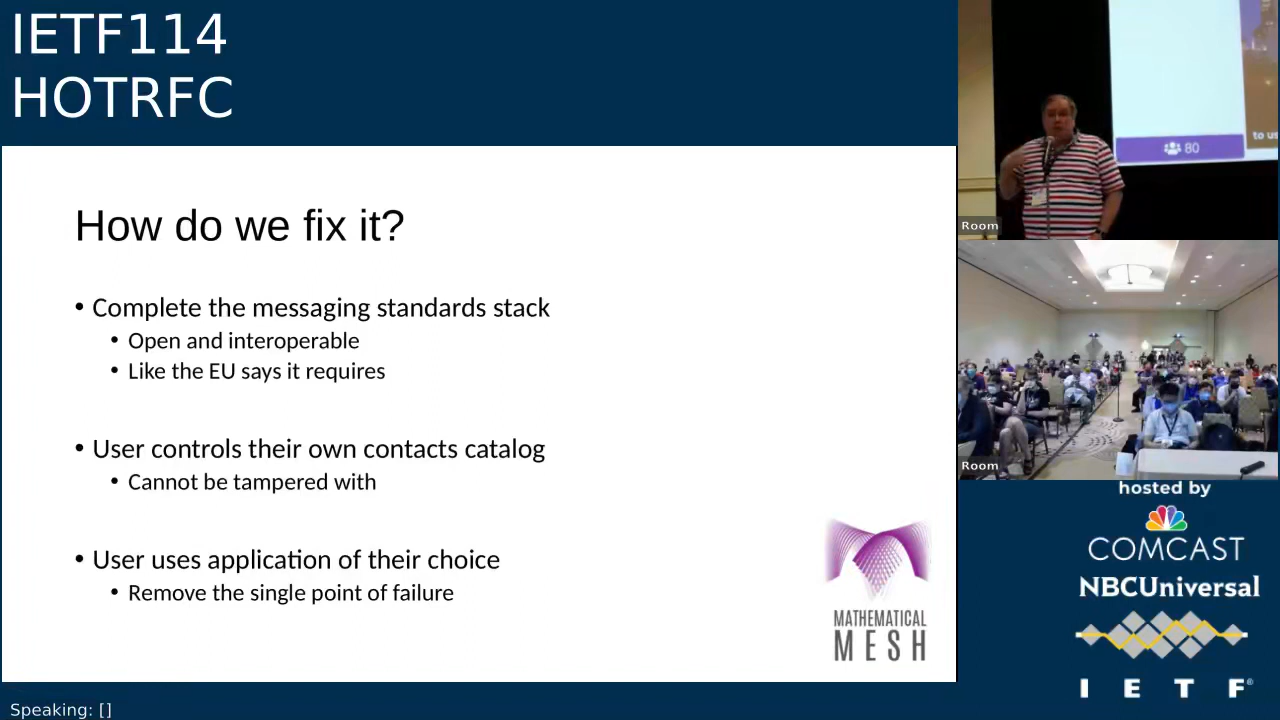 IETF114
HOTRFC
How do we fix it?
• Complete the messaging standards stack
• Open and interoperable
• Like the EU says it requires
• User controls their own contacts catalog
• Cannot be tampered with
• User uses application of their choice
• Remove the single point of failure
MATHEMATICAL
MESH
80
to us
Room
Room
hosted by
COMCAST
NBCUniversal
I E T F®
Speaking: []